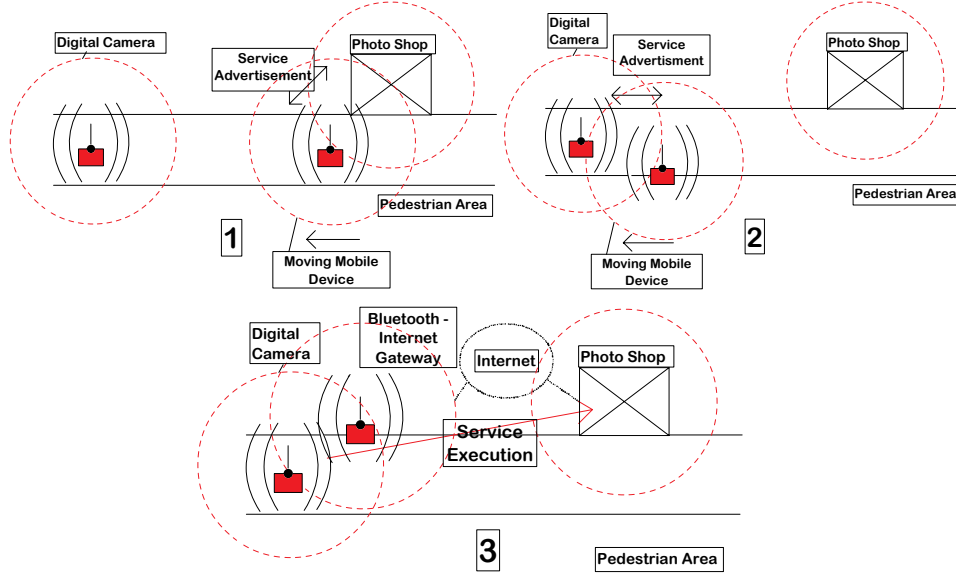 Digital Camera
Photo Shop
Service
Advertisement
Pedestrian Area
1
Moving Mobile
Device
Digital
Camera
Service
Advertisment
Photo Shop
Pedestrian Area
2
Moving Mobile
Device
Digital
Camera
Bluetooth -
Internet
Gateway
Internet
Photo Shop
Service
Execution
3
Pedestrian Area